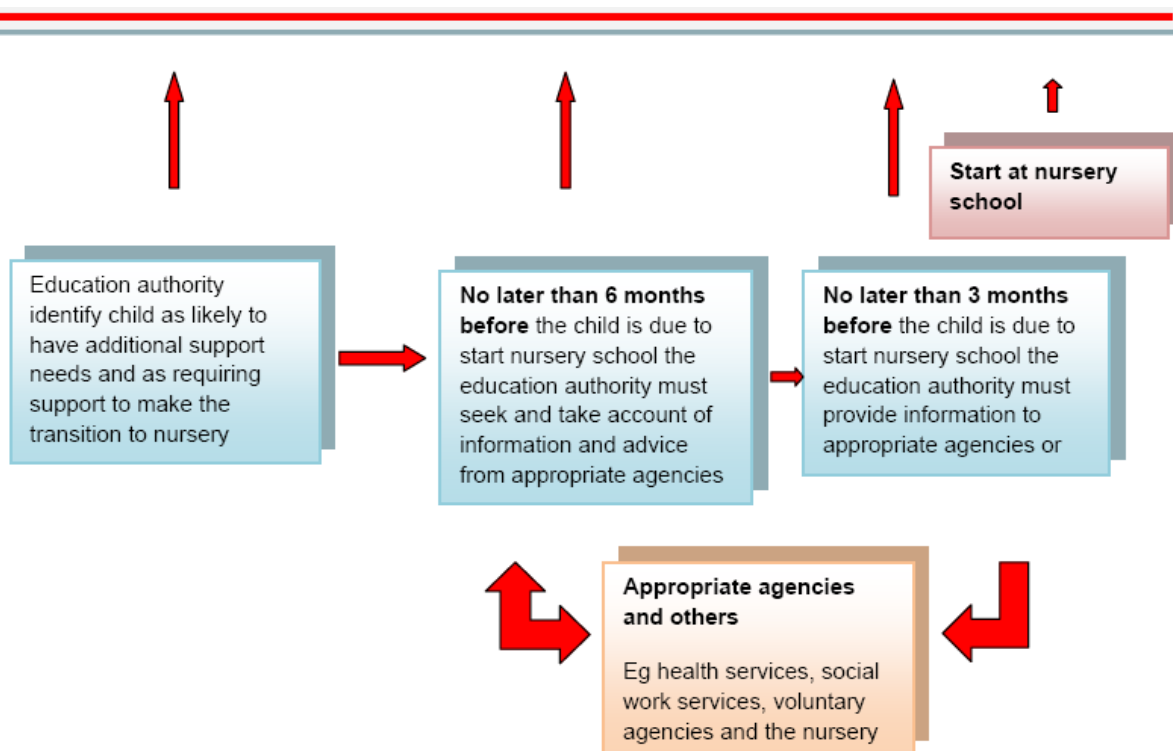 Start at nursery
school
Education authority
identify child as likely to
have additional support
needs and as requiring
support to make the
transition to nursery
No later than 6 months
before the child is due to
start nursery school the
education authority must
seek and take account of
information and advice
from appropriate agencies
No later than 3 months
before the child is due to
start nursery school the
education authority must
provide information to
appropriate agencies or
Appropriate agencies
and others
Eg health services, social
work services, voluntary
agencies and the nursery